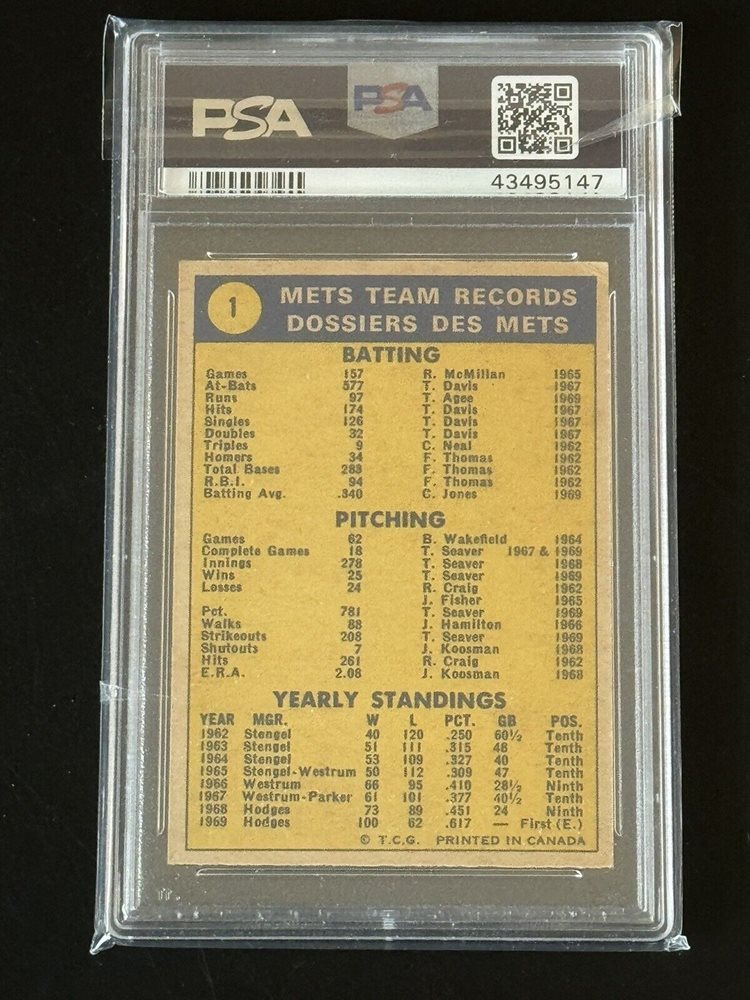 PSA PSA
43495147
1 METS TEAM RECORDS
DOSSIERS DES METS
BATTING
Games 157 R. McMillan 1965
At-Bats 577 T. Davis 1967
Runs 97 T. Agee 1969
Hits 174 T. Davis 1967
Singles 126 T. Davis 1967
Doubles 32 T. Davis 1967
Triples 9 C. Neal 1962
Homers 34 F. Thomas 1962
Total Bases 283 F. Thomas 1962
R.B.I. 94 F. Thomas 1962
Batting Avg. .340 C. Jones 1969
PITCHING
Games 62 B. Wakefield 1964
Complete Games 18 T. Seaver 1967 & 1969
Innings 278 T. Seaver 1968
Wins 25 T. Seaver 1969
Losses 24 R. Craig 1962
J. Fisher 1965
Pct. 781 T. Seaver 1969
Walks 88 J. Hamilton 1966
Strikeouts 208 T. Seaver 1969
Shutouts 7 J. Koosman 1968
Hits 261 R. Craig 1962
E.R.A. 2.08 J. Koosman 1968
YEARLY STANDINGS
YEAR MGR. W L PCT. GB POS.
1962 Stengel 40 120 .250 60½ Tenth
1963 Stengel 51 111 .315 48 Tenth
1964 Stengel 53 109 .327 40 Tenth
1965 Stengel-Westrum 50 112 .309 47 Tenth
1966 Westrum 66 95 .410 28½ Ninth
1967 Westrum-Parker 61 101 .377 40½ Tenth
1968 Hodges 73 89 .451 24 Ninth
1969 Hodges 100 62 .617 — First (E.)
© T.C.G. PRINTED IN CANADA